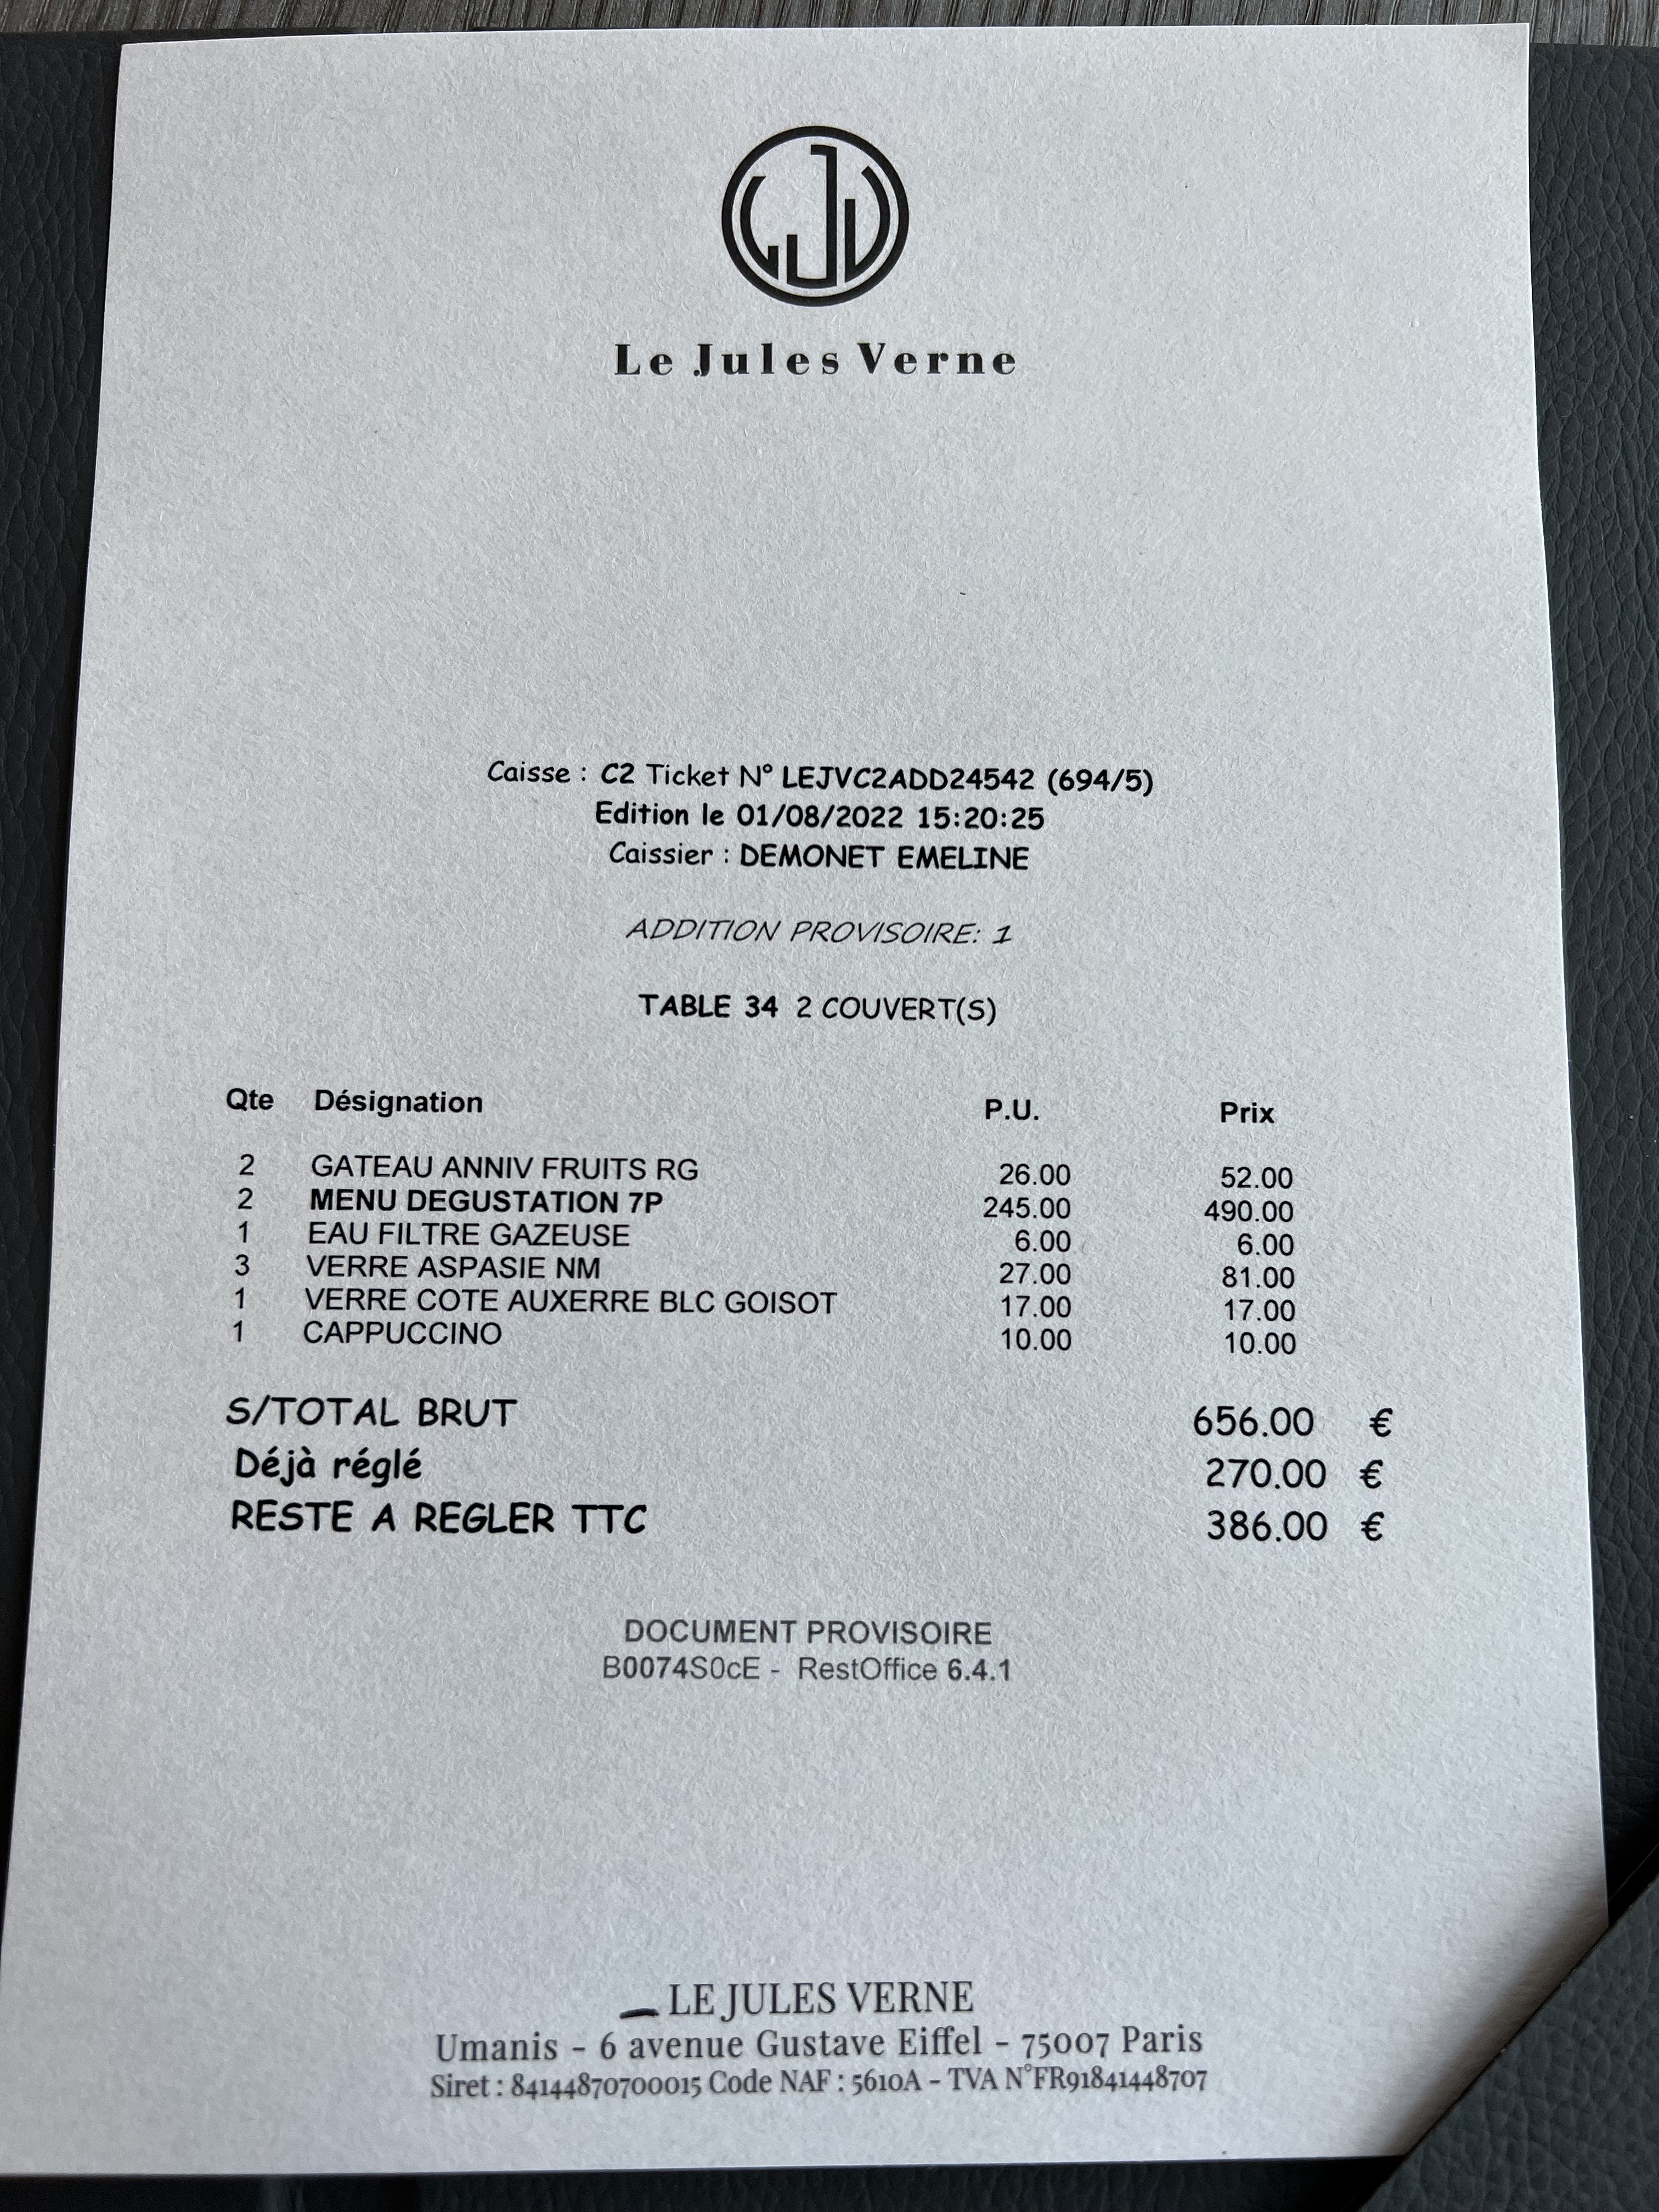 Le Jules Verne
Caisse : C2 Ticket N° LEJVC2ADD24542 (694/5)
Edition le 01/08/2022 15:20:25
Caissier : DEMONET EMELINE
ADDITION PROVISOIRE: 1
TABLE 34 2 COUVERT(S)
Qte Désignation P.U. Prix
2 GATEAU ANNIV FRUITS RG 26.00 52.00
2 MENU DEGUSTATION 7P 245.00 490.00
1 EAU FILTRE GAZEUSE 6.00 6.00
3 VERRE ASPASIE NM 27.00 81.00
1 VERRE COTE AUXERRE BLC GOISOT 17.00 17.00
1 CAPPUCCINO 10.00 10.00
S/TOTAL BRUT 656.00 €
Déjà réglé 270.00 €
RESTE A REGLER TTC 386.00 €
DOCUMENT PROVISOIRE
B0074S0cE - RestOffice 6.4.1
LE JULES VERNE
Umanis - 6 avenue Gustave Eiffel - 75007 Paris
Siret : 84144870700015 Code NAF : 5610A - TVA N°FR91841448707